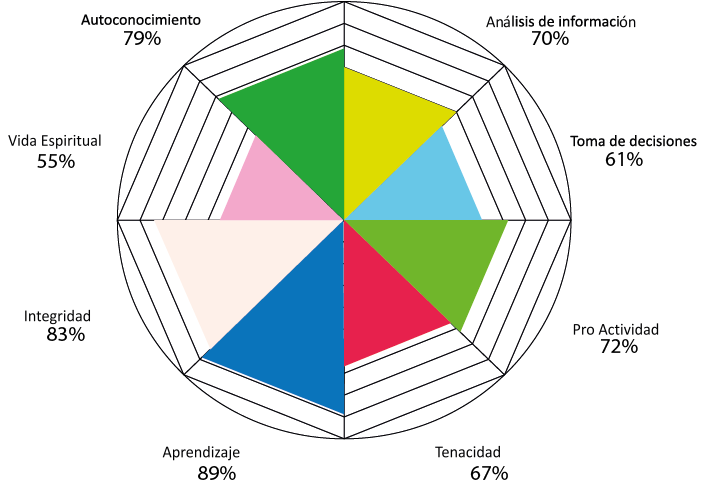 Autoconocimiento
79%
Análisis de información
70%
Vida Espiritual
55%
Toma de decisiones
61%
Integridad
83%
Pro Actividad
72%
Aprendizaje
89%
Tenacidad
67%